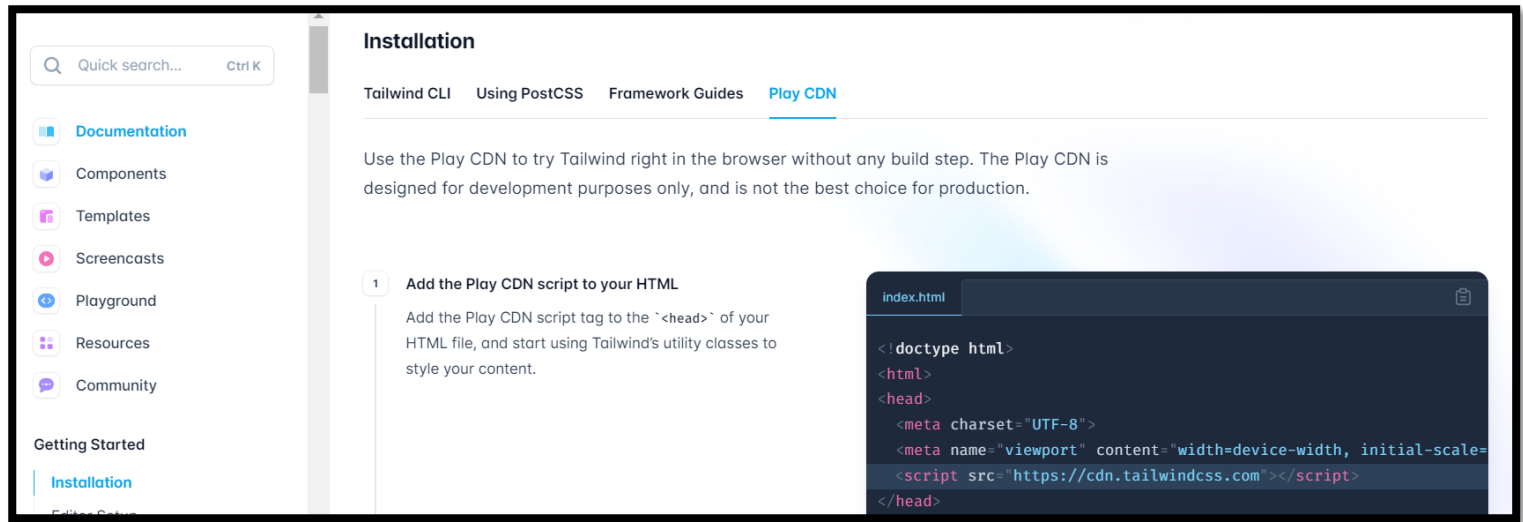 Quick search... Ctrl K
Documentation
Components
Templates
Screencasts
Playground
Resources
Community
Getting Started
Installation
Editor Setup
Installation
Tailwind CLI Using PostCSS Framework Guides Play CDN
Use the Play CDN to try Tailwind right in the browser without any build step. The Play CDN is
designed for development purposes only, and is not the best choice for production.
1 Add the Play CDN script to your HTML
Add the Play CDN script tag to the `<head>` of your
HTML file, and start using Tailwind's utility classes to
style your content.
index.html
<!doctype html>
<html>
<head>
<meta charset="UTF-8">
<meta name="viewport" content="width=device-width, initial-scale=
<script src="https://cdn.tailwindcss.com"></script>
</head>